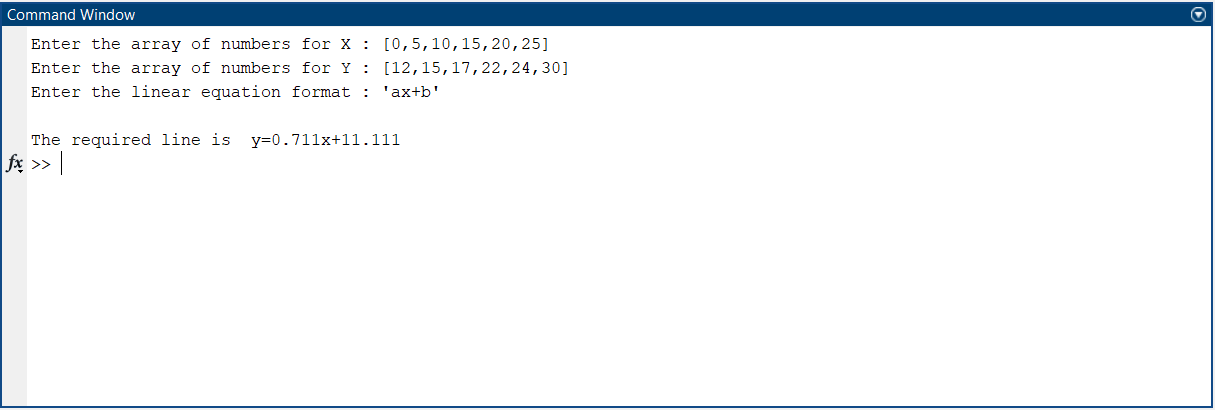 Command Window
Enter the array of numbers for X : [0,5,10,15,20,25]
Enter the array of numbers for Y : [12,15,17,22,24,30]
Enter the linear equation format : 'ax+b'
The required line is  y=0.711x+11.111
fx >>